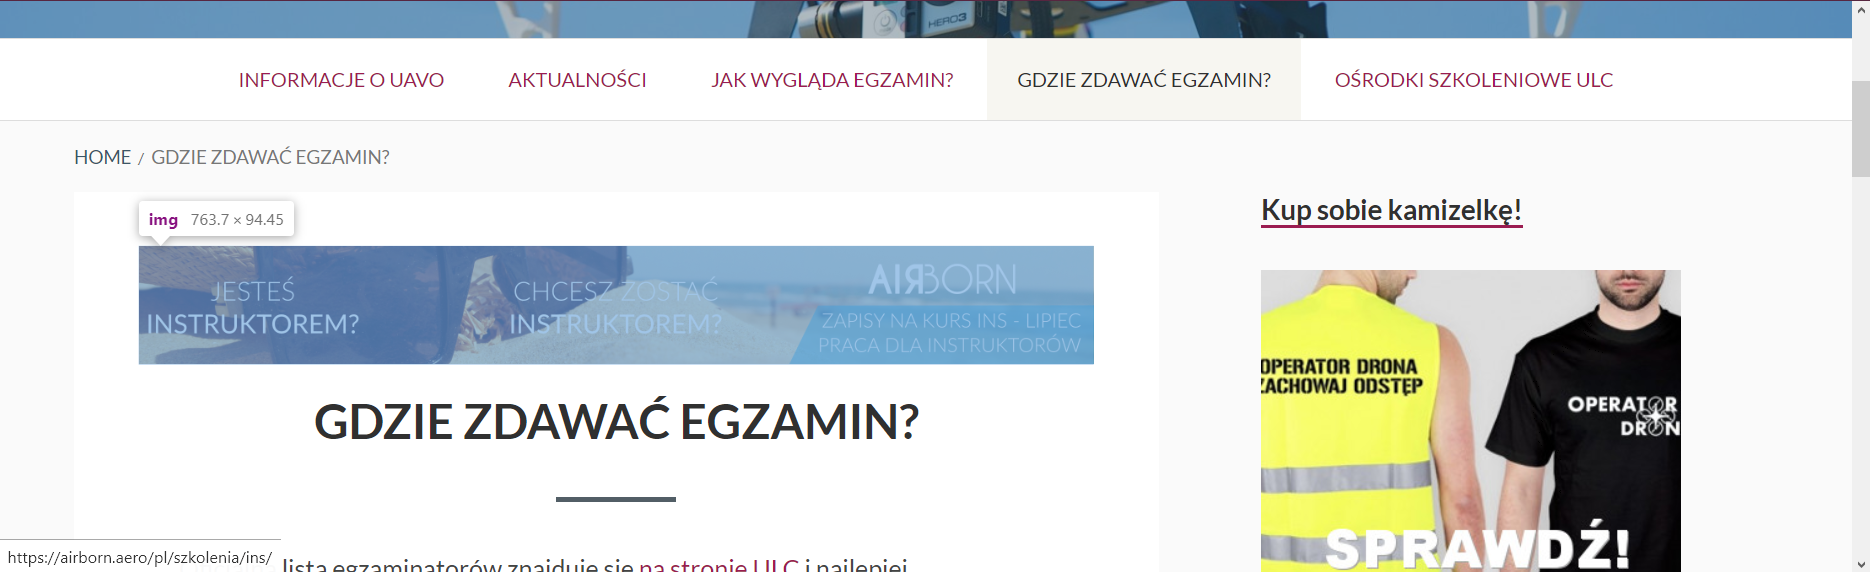 HERO3
INFORMACJE O UAVO
AKTUALNOŚCI
JAK WYGLĄDA EGZAMIN?
GDZIE ZDAWAĆ EGZAMIN?
OŚRODKI SZKOLENIOWE ULC
HOME / GDZIE ZDAWAĆ EGZAMIN?
img 763.7 × 94.45
JESTEŚ
INSTRUKTOREM?
CHCESZ ZOSTAĆ
INSTRUKTOREM?
AIRBORN
ZAPISY NA KURS INS - LIPIEC
PRACA DLA INSTRUKTORÓW
GDZIE ZDAWAĆ EGZAMIN?
lista egzaminatorów znajduje się na stronie ULC i najlepiej
https://airborn.aero/pl/szkolenia/ins/
Kup sobie kamizelkę!
OPERATOR DRONA
ZACHOWAJ ODSTĘP
OPERATOR
DRON
SPRAWDŹ!